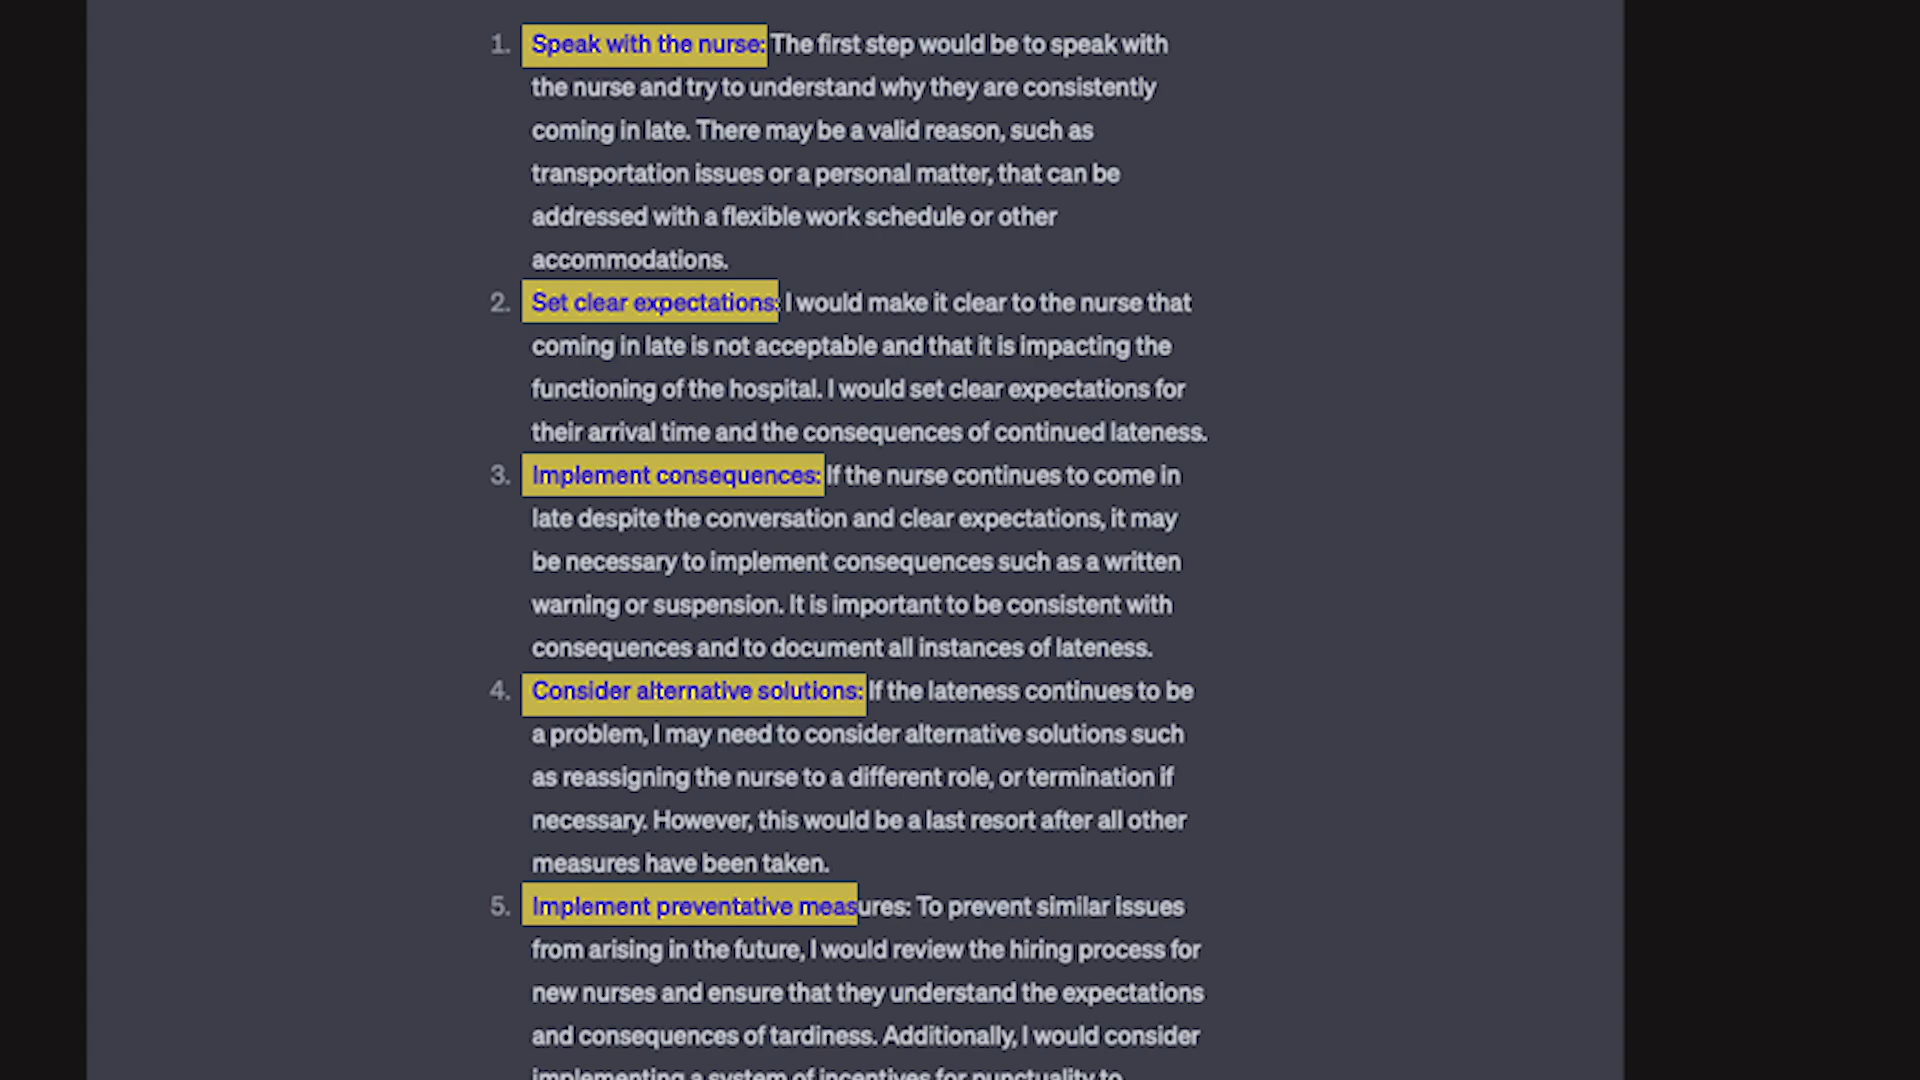 1. Speak with the nurse: The first step would be to speak with
the nurse and try to understand why they are consistently
coming in late. There may be a valid reason, such as
transportation issues or a personal matter, that can be
addressed with a flexible work schedule or other
accommodations.
2. Set clear expectations: I would make it clear to the nurse that
coming in late is not acceptable and that it is impacting the
functioning of the hospital. I would set clear expectations for
their arrival time and the consequences of continued lateness.
3. Implement consequences: If the nurse continues to come in
late despite the conversation and clear expectations, it may
be necessary to implement consequences such as a written
warning or suspension. It is important to be consistent with
consequences and to document all instances of lateness.
4. Consider alternative solutions: If the lateness continues to be
a problem, I may need to consider alternative solutions such
as reassigning the nurse to a different role, or termination if
necessary. However, this would be a last resort after all other
measures have been taken.
5. Implement preventative measures: To prevent similar issues
from arising in the future, I would review the hiring process for
new nurses and ensure that they understand the expectations
and consequences of tardiness. Additionally, I would consider
implementing a system of incentives for punctuality to